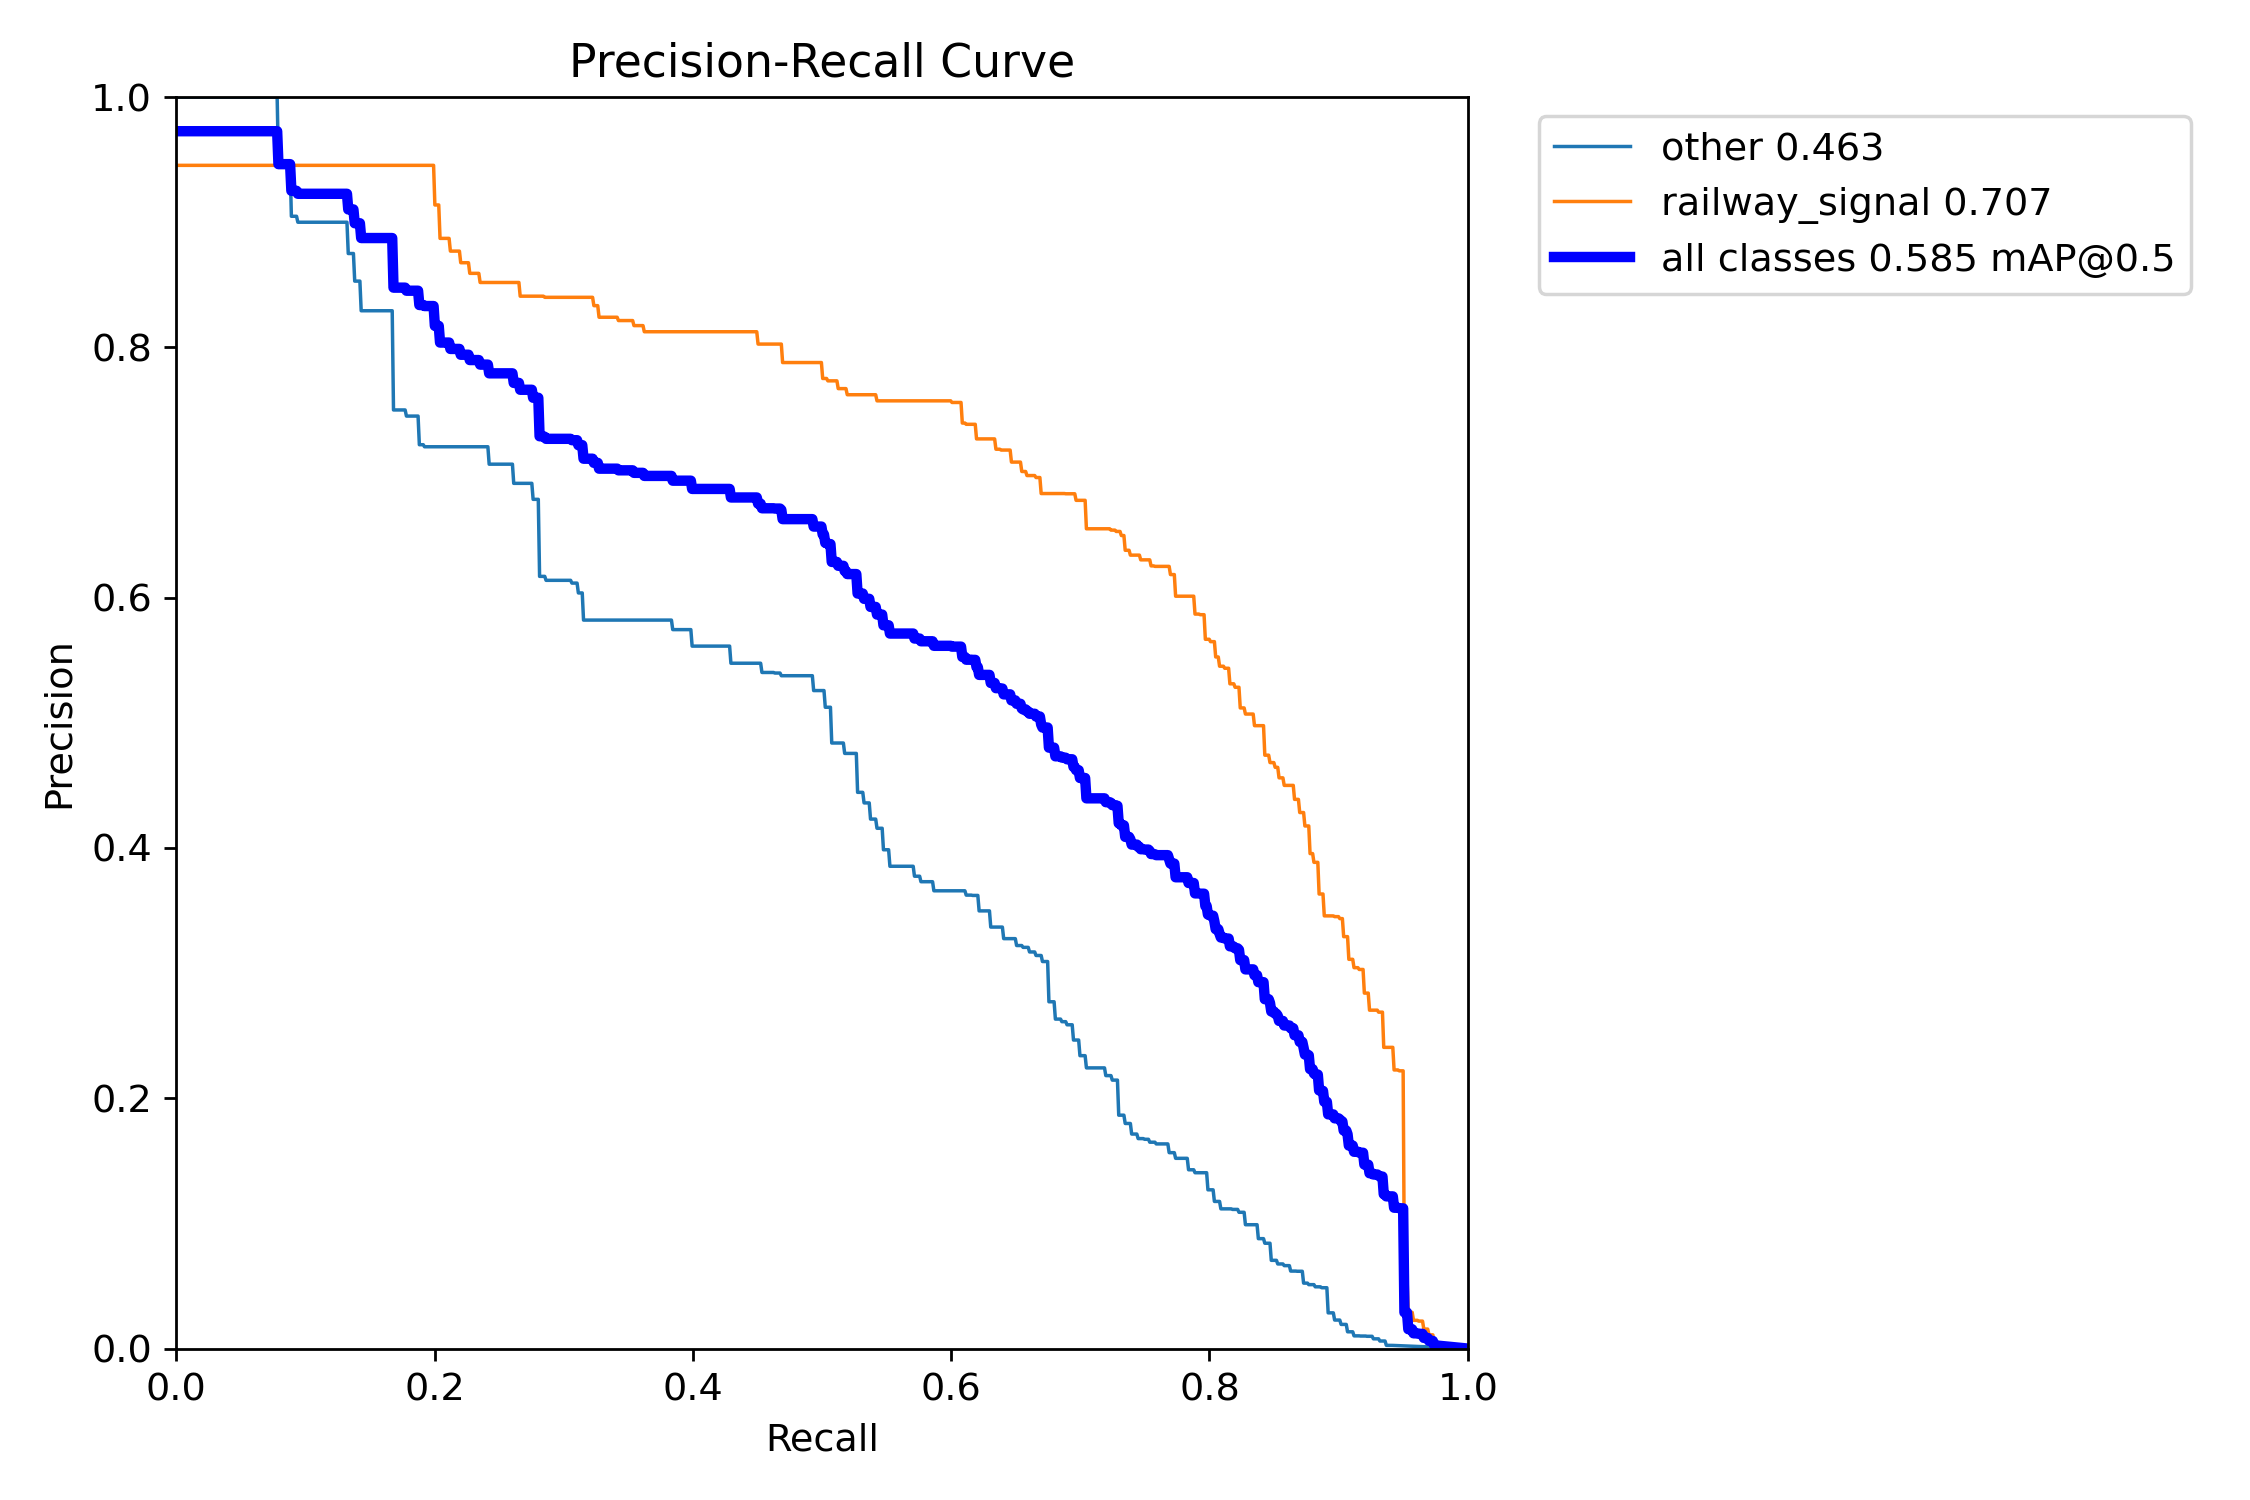 Precision-Recall Curve
1.0
0.8
0.6
0.4
0.2
0.0
Precision
0.0 0.2 0.4 0.6 0.8 1.0
Recall
other 0.463
railway_signal 0.707
all classes 0.585 mAP@0.5